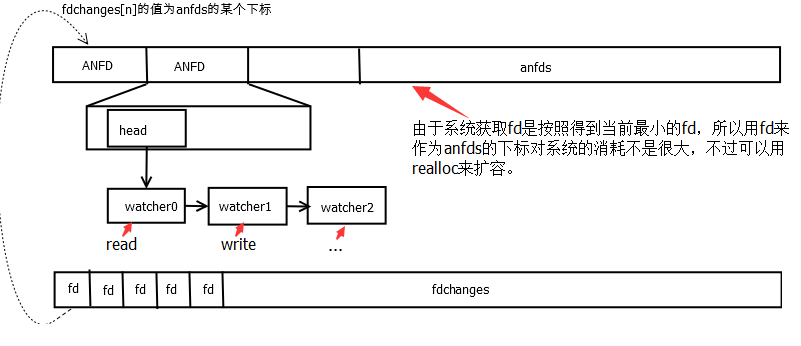 fdchanges[n]的值为anfds的某个下标
ANFD ANFD anfds
由于系统获取fd是按照得到当前最小的fd，所以用fd来
作为anfds的下标对系统的消耗不是很大，不过可以用
realloc来扩容。
head
watcher0 watcher1 watcher2
read write ...
fd fd fd fd fd fdchanges